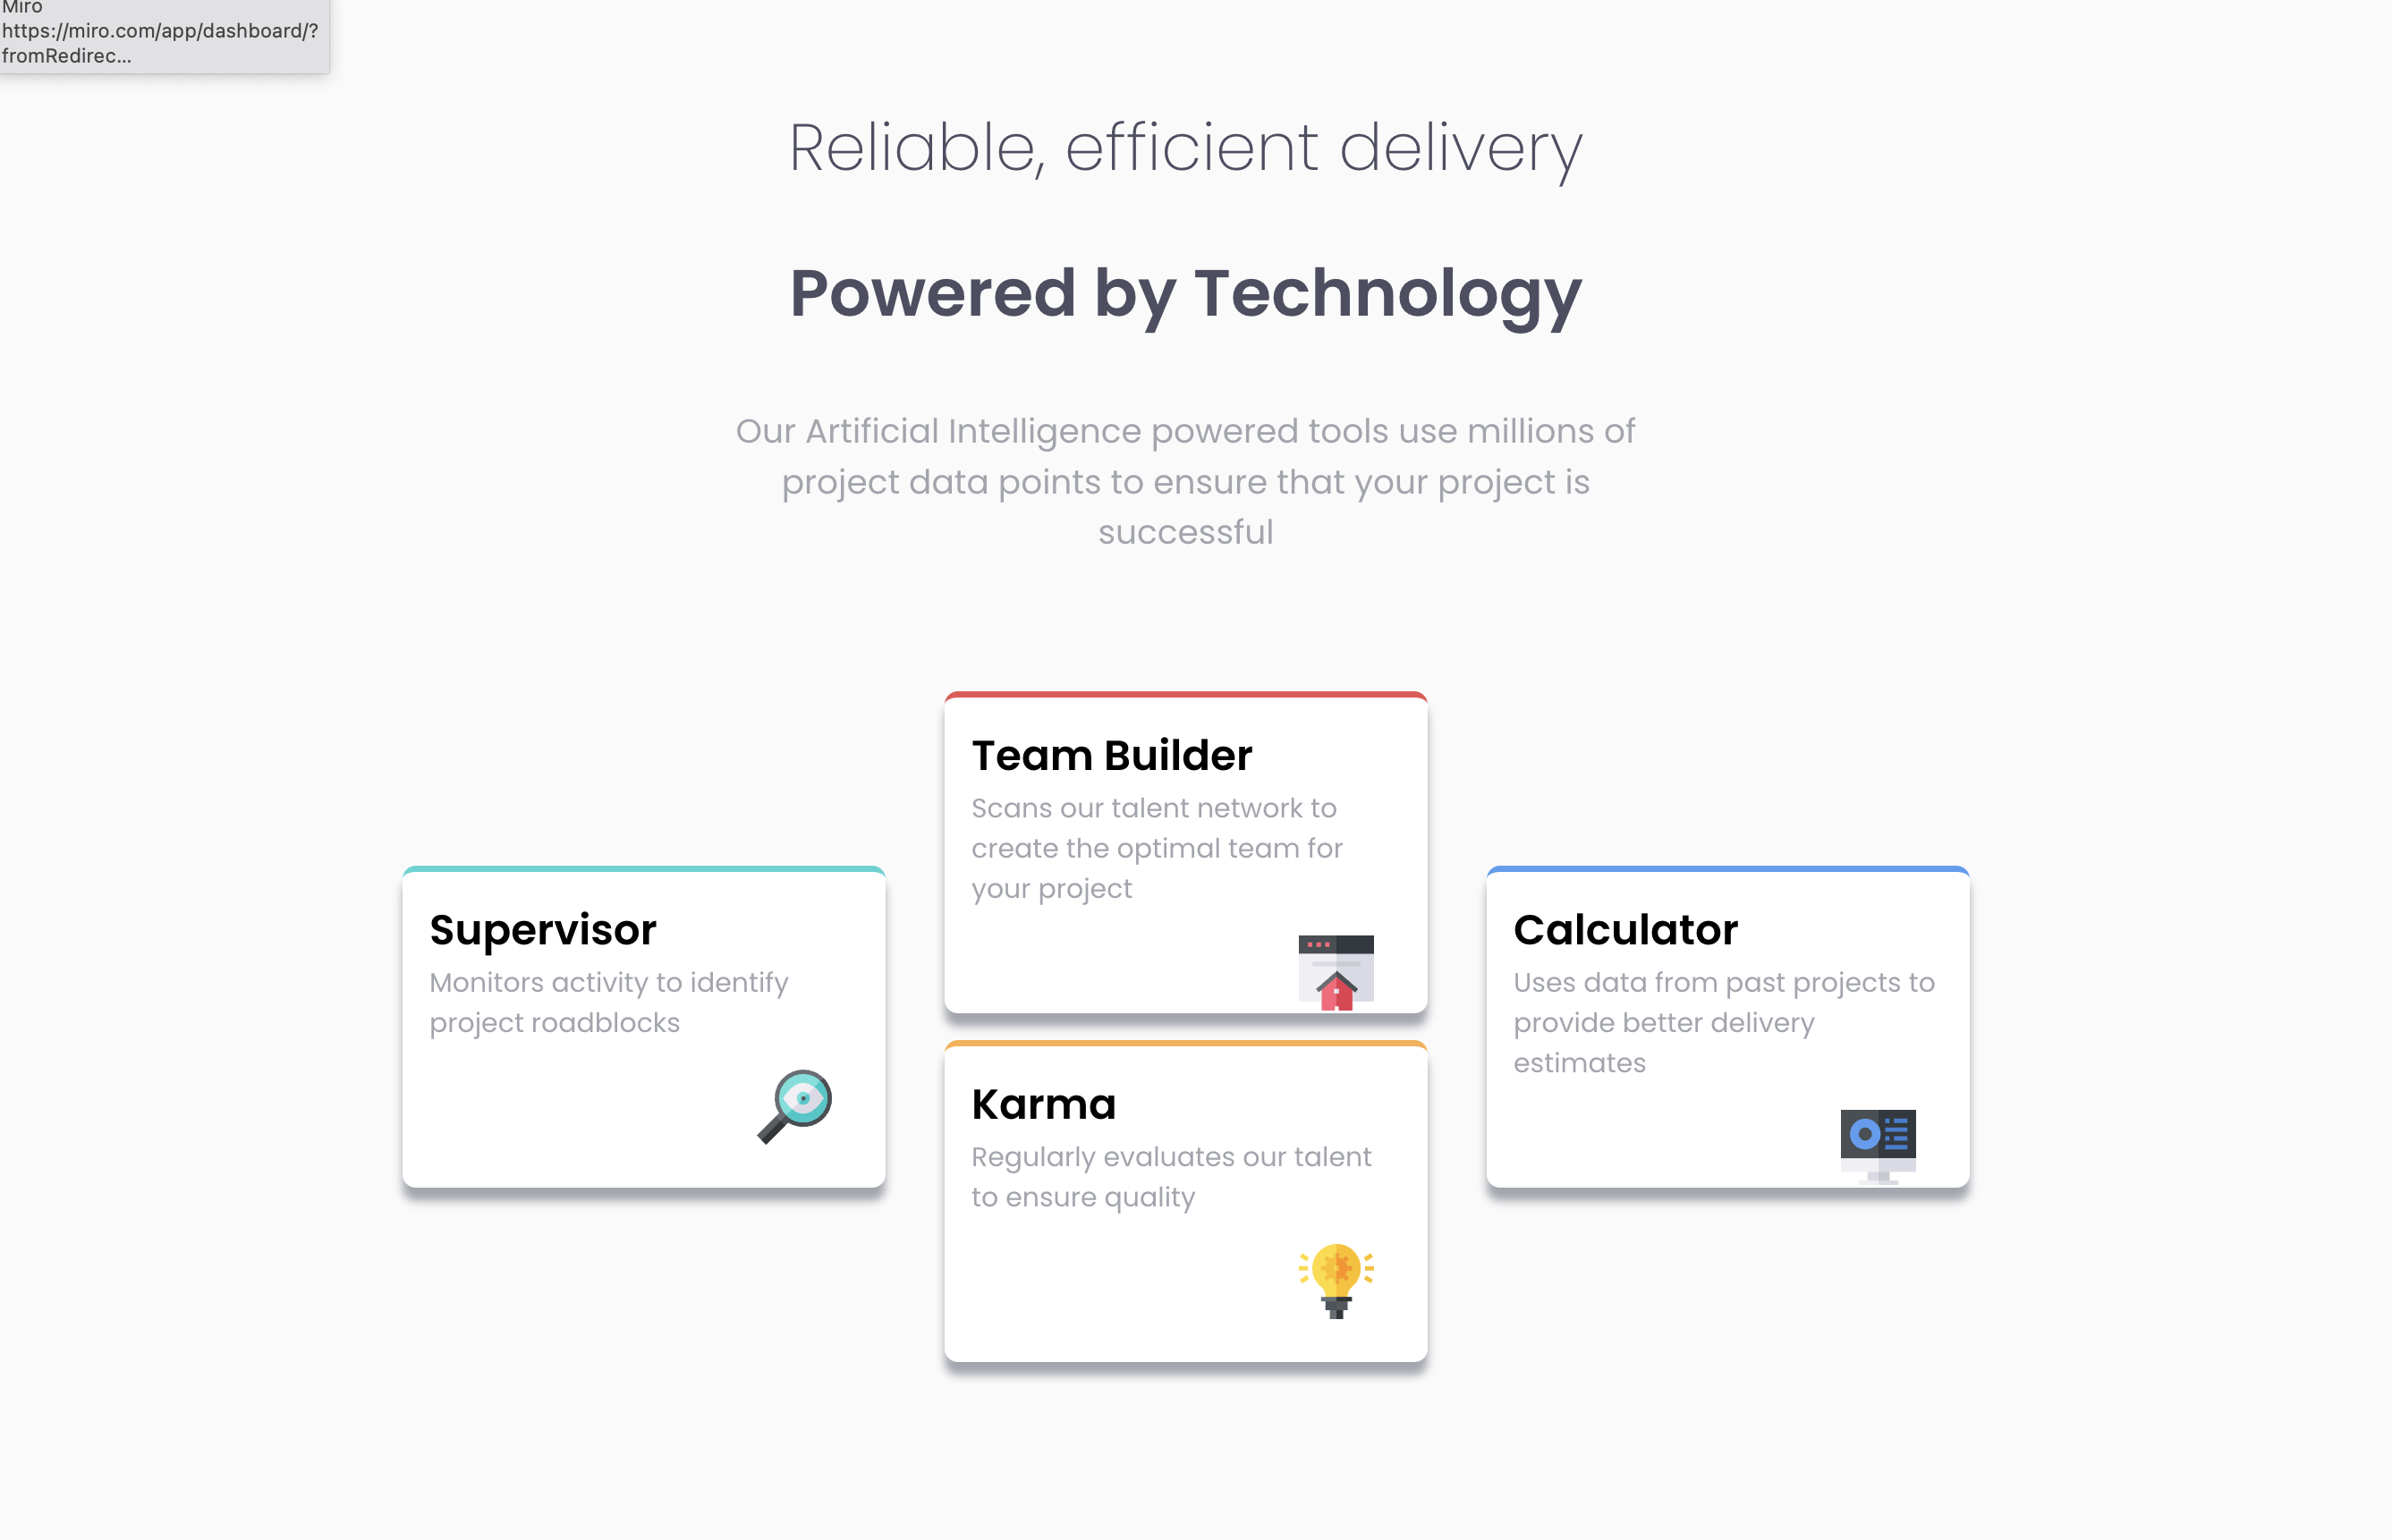 Miro
https://miro.com/app/dashboard/?
fromRedirec...
Reliable, efficient delivery
Powered by Technology
Our Artificial Intelligence powered tools use millions of
project data points to ensure that your project is
successful
Team Builder
Scans our talent network to
create the optimal team for
your project
Supervisor
Monitors activity to identify
project roadblocks
Calculator
Uses data from past projects to
provide better delivery
estimates
Karma
Regularly evaluates our talent
to ensure quality